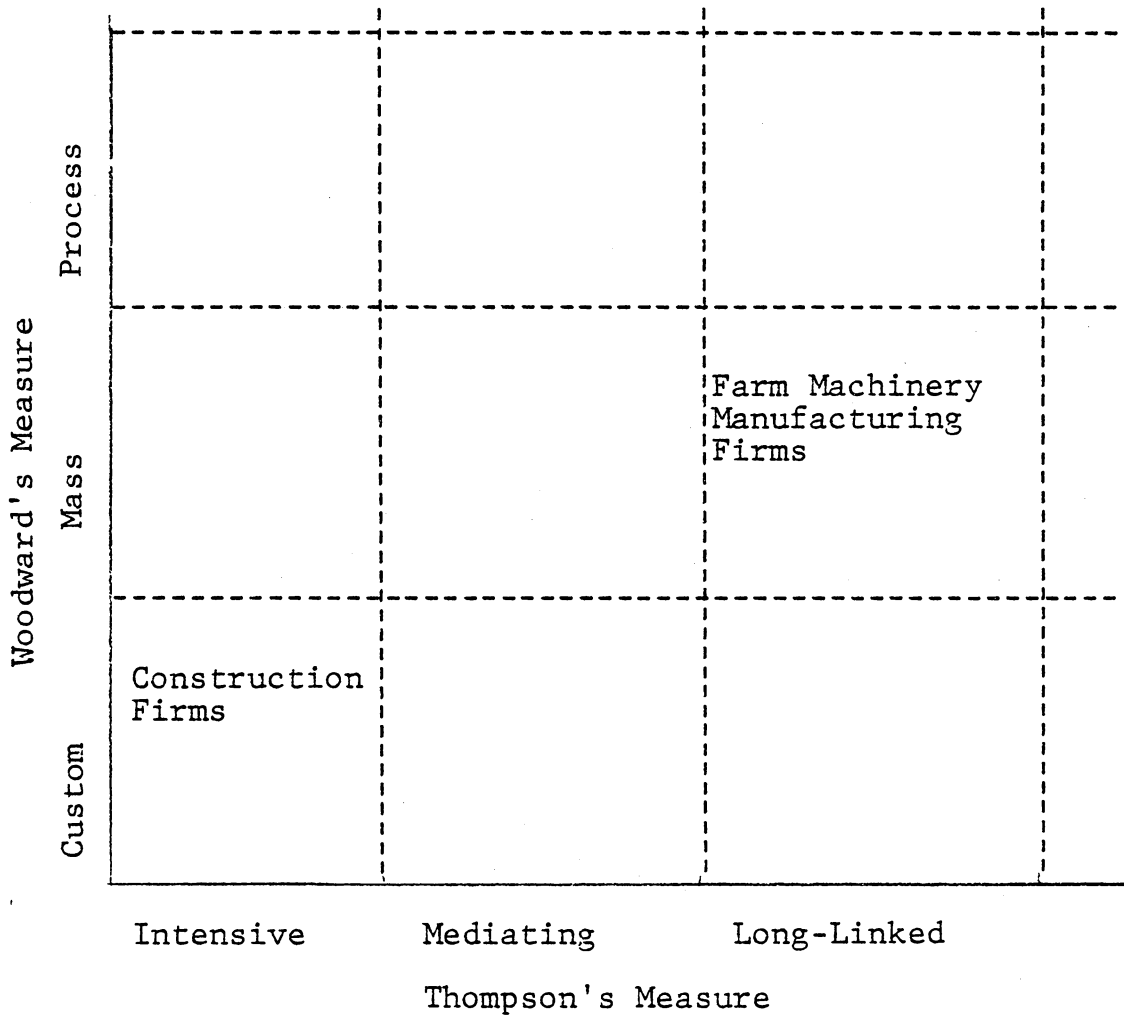 Woodward's Measure
Process
Mass
Custom
Farm Machinery
Manufacturing
Firms
Construction
Firms
Intensive
Mediating
Long-Linked
Thompson's Measure